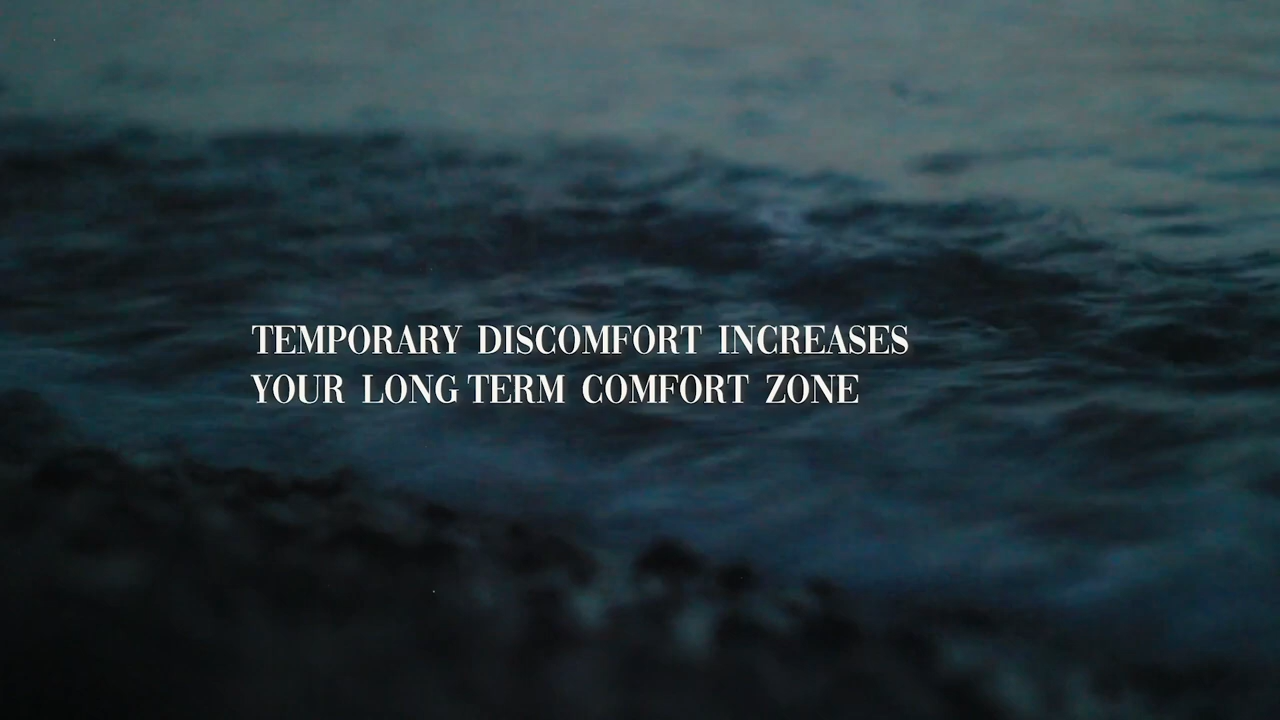 TEMPORARY DISCOMFORT INCREASES
YOUR LONG TERM COMFORT ZONE